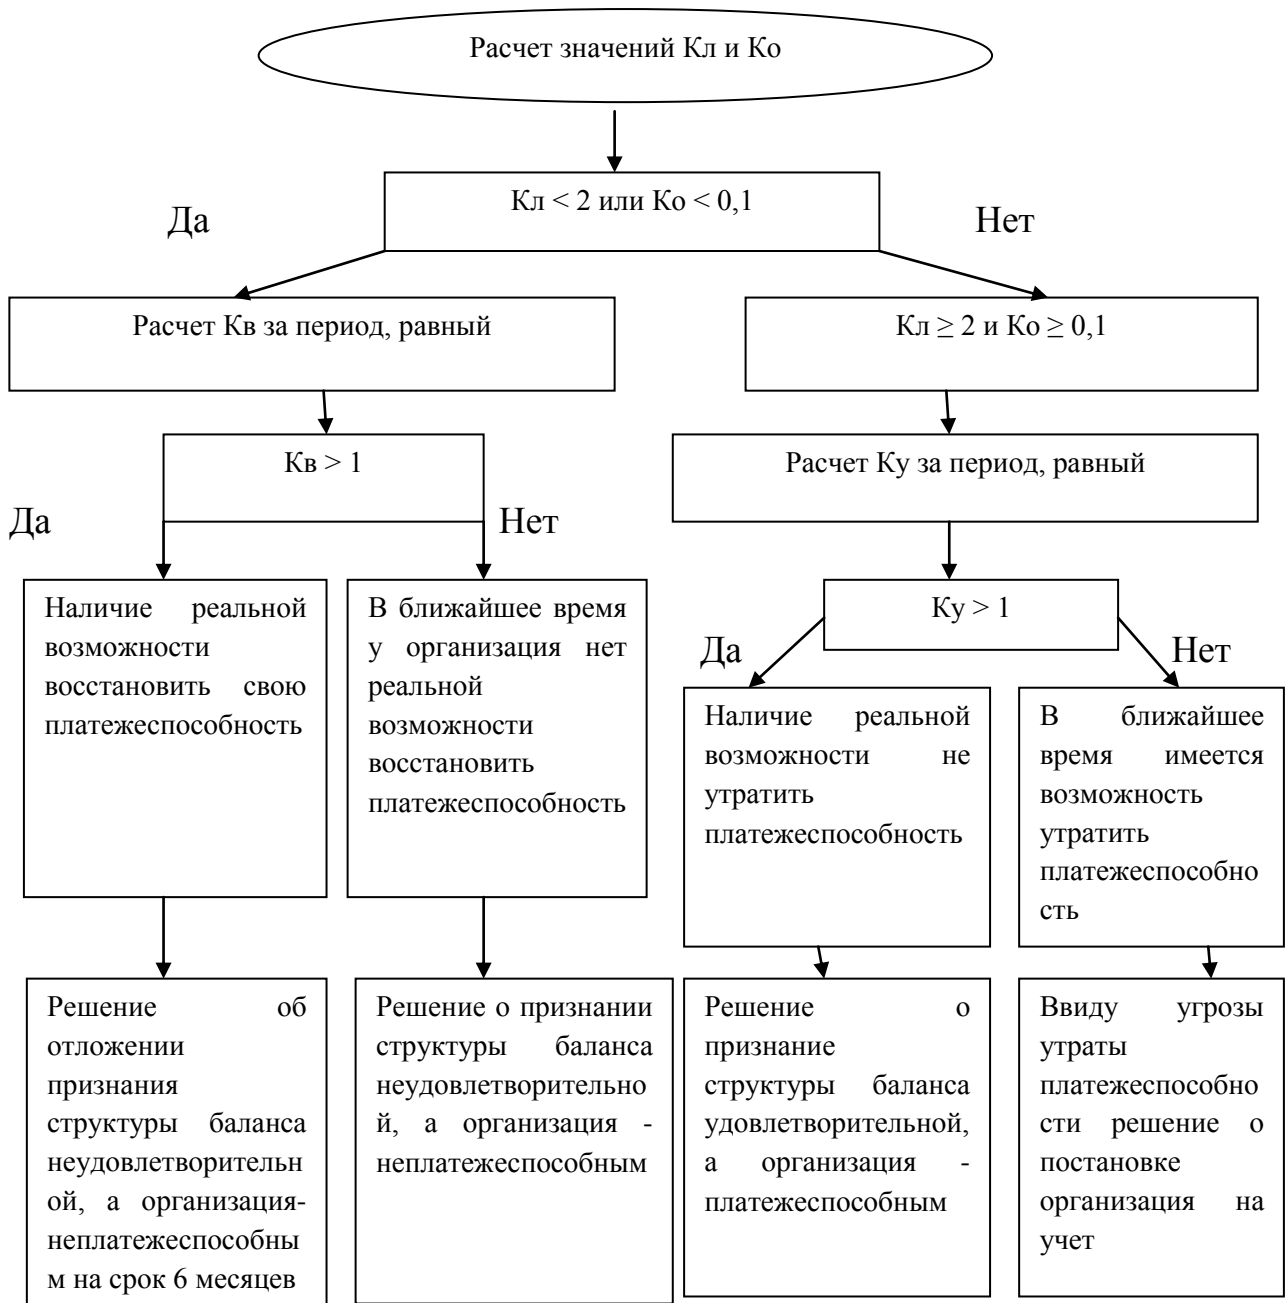 Расчет значений Кл и Ко
Кл < 2 или Ко < 0,1
Да
Нет
Расчет Кв за период, равный
Кл ≥ 2 и Ко ≥ 0,1
Кв > 1
Расчет Ку за период, равный
Да
Нет
Ку > 1
Да
Нет
Наличие реальной
возможности
восстановить свою
платежеспособность
В ближайшее время
у организация нет
реальной
возможности
восстановить
платежеспособность
Наличие реальной
возможности не
утратить
платежеспособность
В ближайшее
время имеется
возможность
утратить
платежеспособно
сть
Решение об
отложении
признания
структуры баланса
неудовлетворительн
ой, а организация-
неплатежеспособны
м на срок 6 месяцев
Решение о признании
структуры баланса
неудовлетворительно
й, а организация -
неплатежеспособным
Решение о
признание
структуры баланса
удовлетворительной,
а организация -
платежеспособным
Ввиду угрозы
утраты
платежеспособно
сти решение о
постановке
организация на
учет